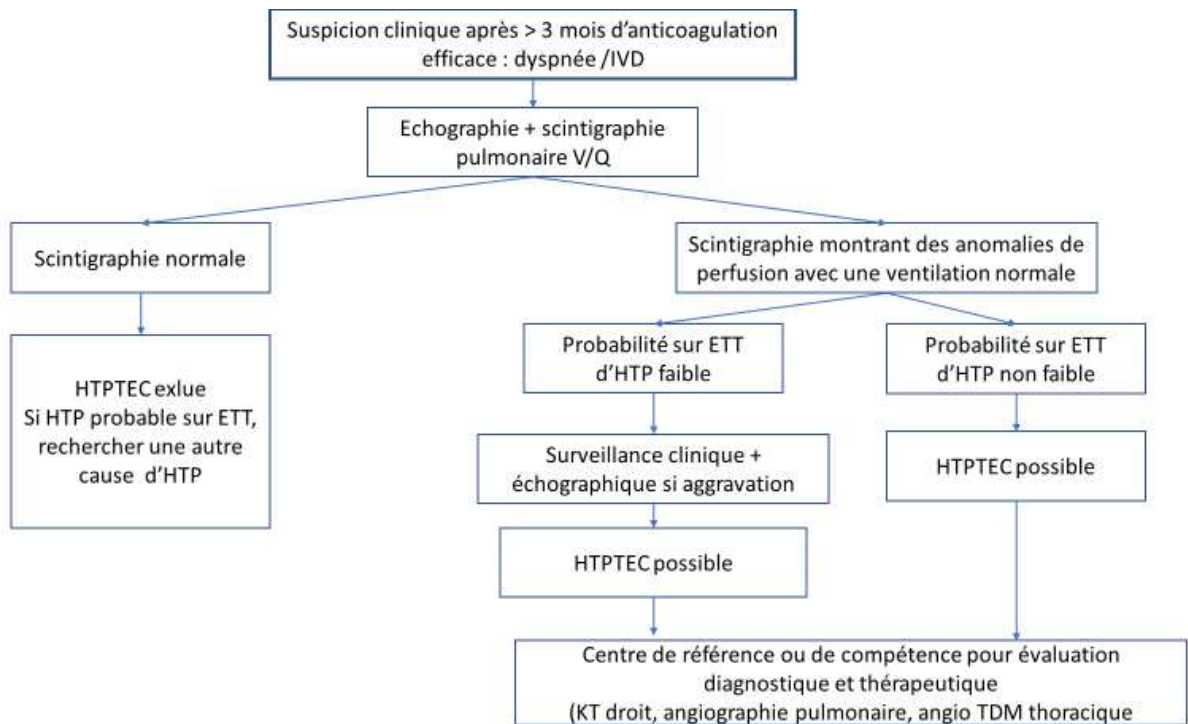 Suspicion clinique après > 3 mois d'anticoagulation
efficace : dyspnée /IVD
Echographie + scintigraphie
pulmonaire V/Q
Scintigraphie normale
Scintigraphie montrant des anomalies de
perfusion avec une ventilation normale
HTPTEC exlue
Si HTP probable sur ETT,
rechercher une autre
cause d'HTP
Probabilité sur ETT
d'HTP faible
Probabilité sur ETT
d'HTP non faible
Surveillance clinique +
échographique si aggravation
HTPTEC possible
HTPTEC possible
Centre de référence ou de compétence pour évaluation
diagnostique et thérapeutique
(KT droit, angiographie pulmonaire, angio TDM thoracique